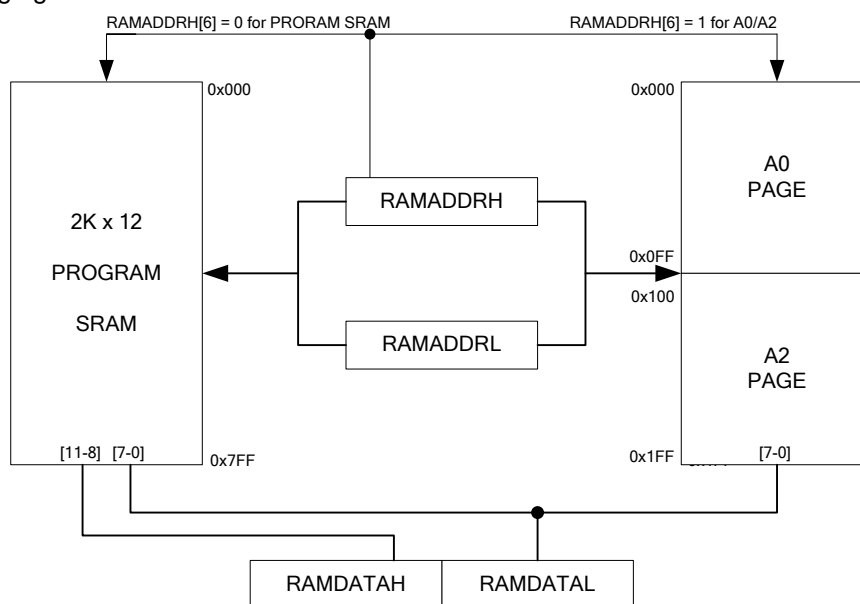 RAMADDRH[6] = 0 for PRORAM SRAM
RAMADDRH[6] = 1 for A0/A2
0x000
0x000
A0
PAGE
RAMADDRH
2K x 12
PROGRAM
SRAM
0x0FF
0x100
RAMADDRL
A2
PAGE
[11-8] [7-0]
0x7FF
0x1FF
[7-0]
RAMDATAH
RAMDATAL